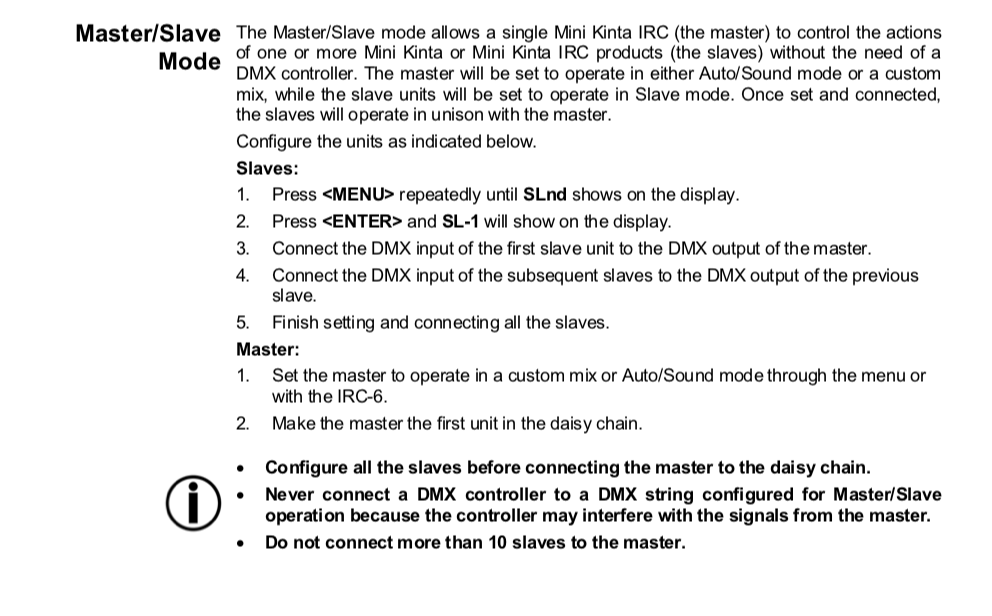 Master/Slave Mode
The Master/Slave mode allows a single Mini Kinta IRC (the master) to control the actions
of one or more Mini Kinta or Mini Kinta IRC products (the slaves) without the need of a
DMX controller. The master will be set to operate in either Auto/Sound mode or a custom
mix, while the slave units will be set to operate in Slave mode. Once set and connected,
the slaves will operate in unison with the master.
Configure the units as indicated below.
Slaves:
1. Press <MENU> repeatedly until SLnd shows on the display.
2. Press <ENTER> and SL-1 will show on the display.
3. Connect the DMX input of the first slave unit to the DMX output of the master.
4. Connect the DMX input of the subsequent slaves to the DMX output of the previous
slave.
5. Finish setting and connecting all the slaves.
Master:
1. Set the master to operate in a custom mix or Auto/Sound mode through the menu or
with the IRC-6.
2. Make the master the first unit in the daisy chain.
• Configure all the slaves before connecting the master to the daisy chain.
• Never connect a DMX controller to a DMX string configured for Master/Slave
operation because the controller may interfere with the signals from the master.
• Do not connect more than 10 slaves to the master.